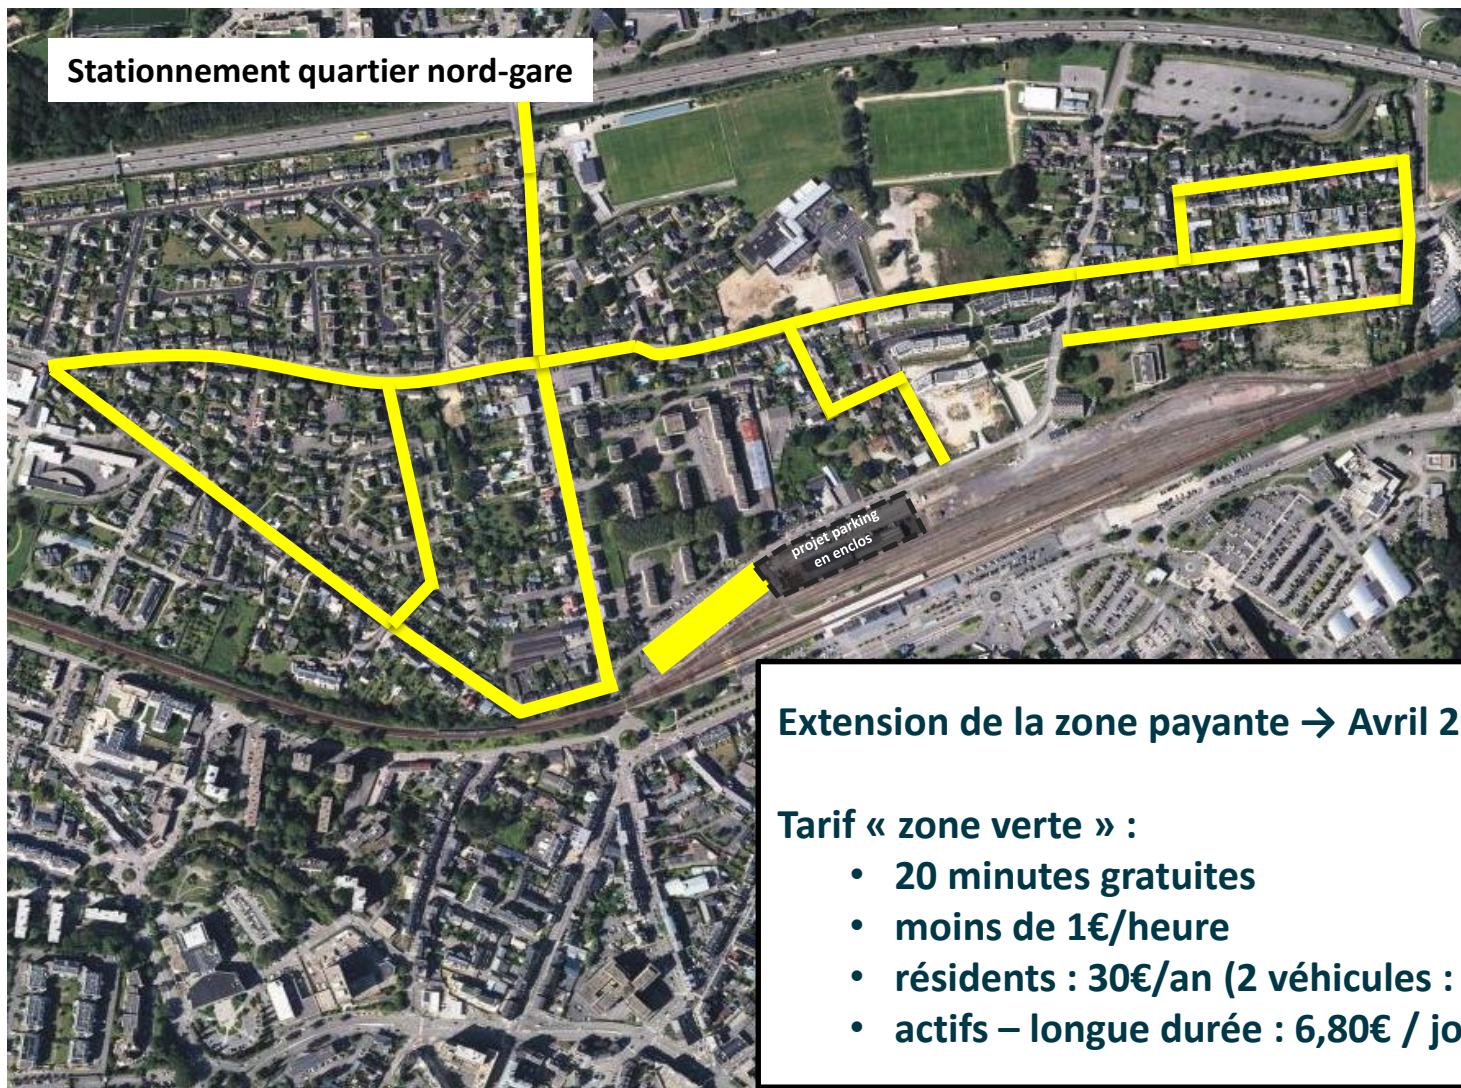 Stationnement quartier nord-gare
projet parking
en enclos
Extension de la zone payante → Avril 2
Tarif « zone verte » :
• 20 minutes gratuites
• moins de 1€/heure
• résidents : 30€/an (2 véhicules :
• actifs – longue durée : 6,80€ / jo